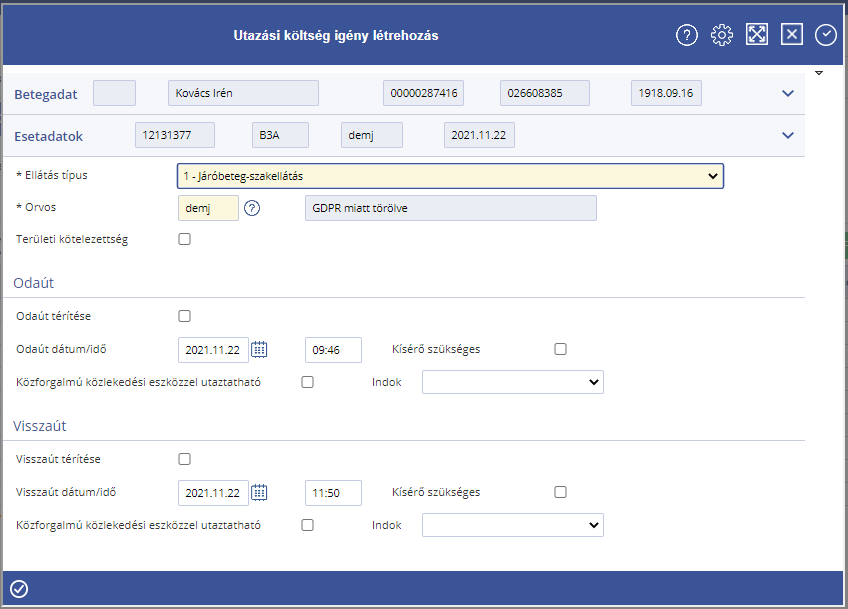 Utazási költség igény létrehozás
Betegadat Kovács Irén 00000287416 026608385 1918.09.16
Esetadatok 12131377 B3A demj 2021.11.22
* Ellátás típus 1 - Járóbeteg-szakellátás
* Orvos demj GDPR miatt törölve
Területi kötelezettség
Odaút
Odaút térítése
Odaút dátum/idő 2021.11.22 09:46 Kísérő szükséges
Közforgalmú közlekedési eszközzel utaztatható Indok
Visszaút
Visszaút térítése
Visszaút dátum/idő 2021.11.22 11:50 Kísérő szükséges
Közforgalmú közlekedési eszközzel utaztatható Indok